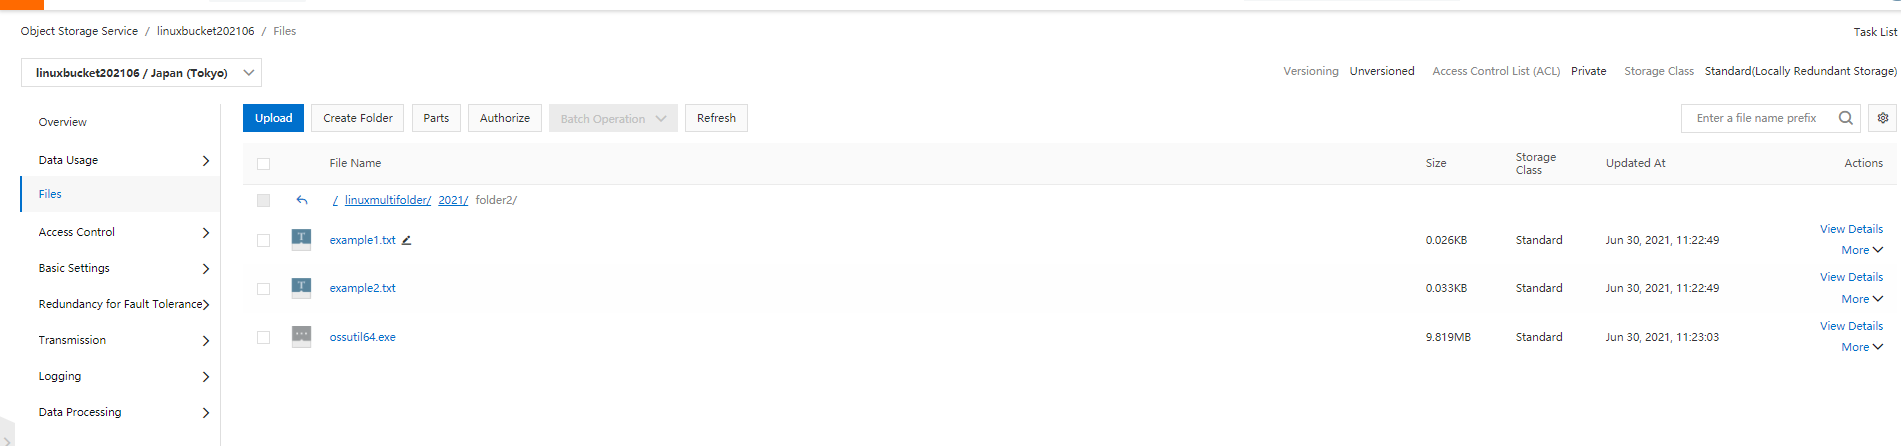 Object Storage Service / linuxbucket202106 / Files
Task List
linuxbucket202106 / Japan (Tokyo)
Versioning Unversioned Access Control List (ACL) Private Storage Class Standard(Locally Redundant Storage)
Overview
Data Usage
Files
Access Control
Basic Settings
Redundancy for Fault Tolerance
Transmission
Logging
Data Processing
Upload Create Folder Parts Authorize Batch Operation Refresh
Enter a file name prefix
File Name Size Storage Class Updated At Actions
/ linuxmultifolder/ 2021/ folder2/
example1.txt 0.026KB Standard Jun 30, 2021, 11:22:49 View Details
More
example2.txt 0.033KB Standard Jun 30, 2021, 11:22:49 View Details
More
ossutil64.exe 9.819MB Standard Jun 30, 2021, 11:23:03 View Details
More